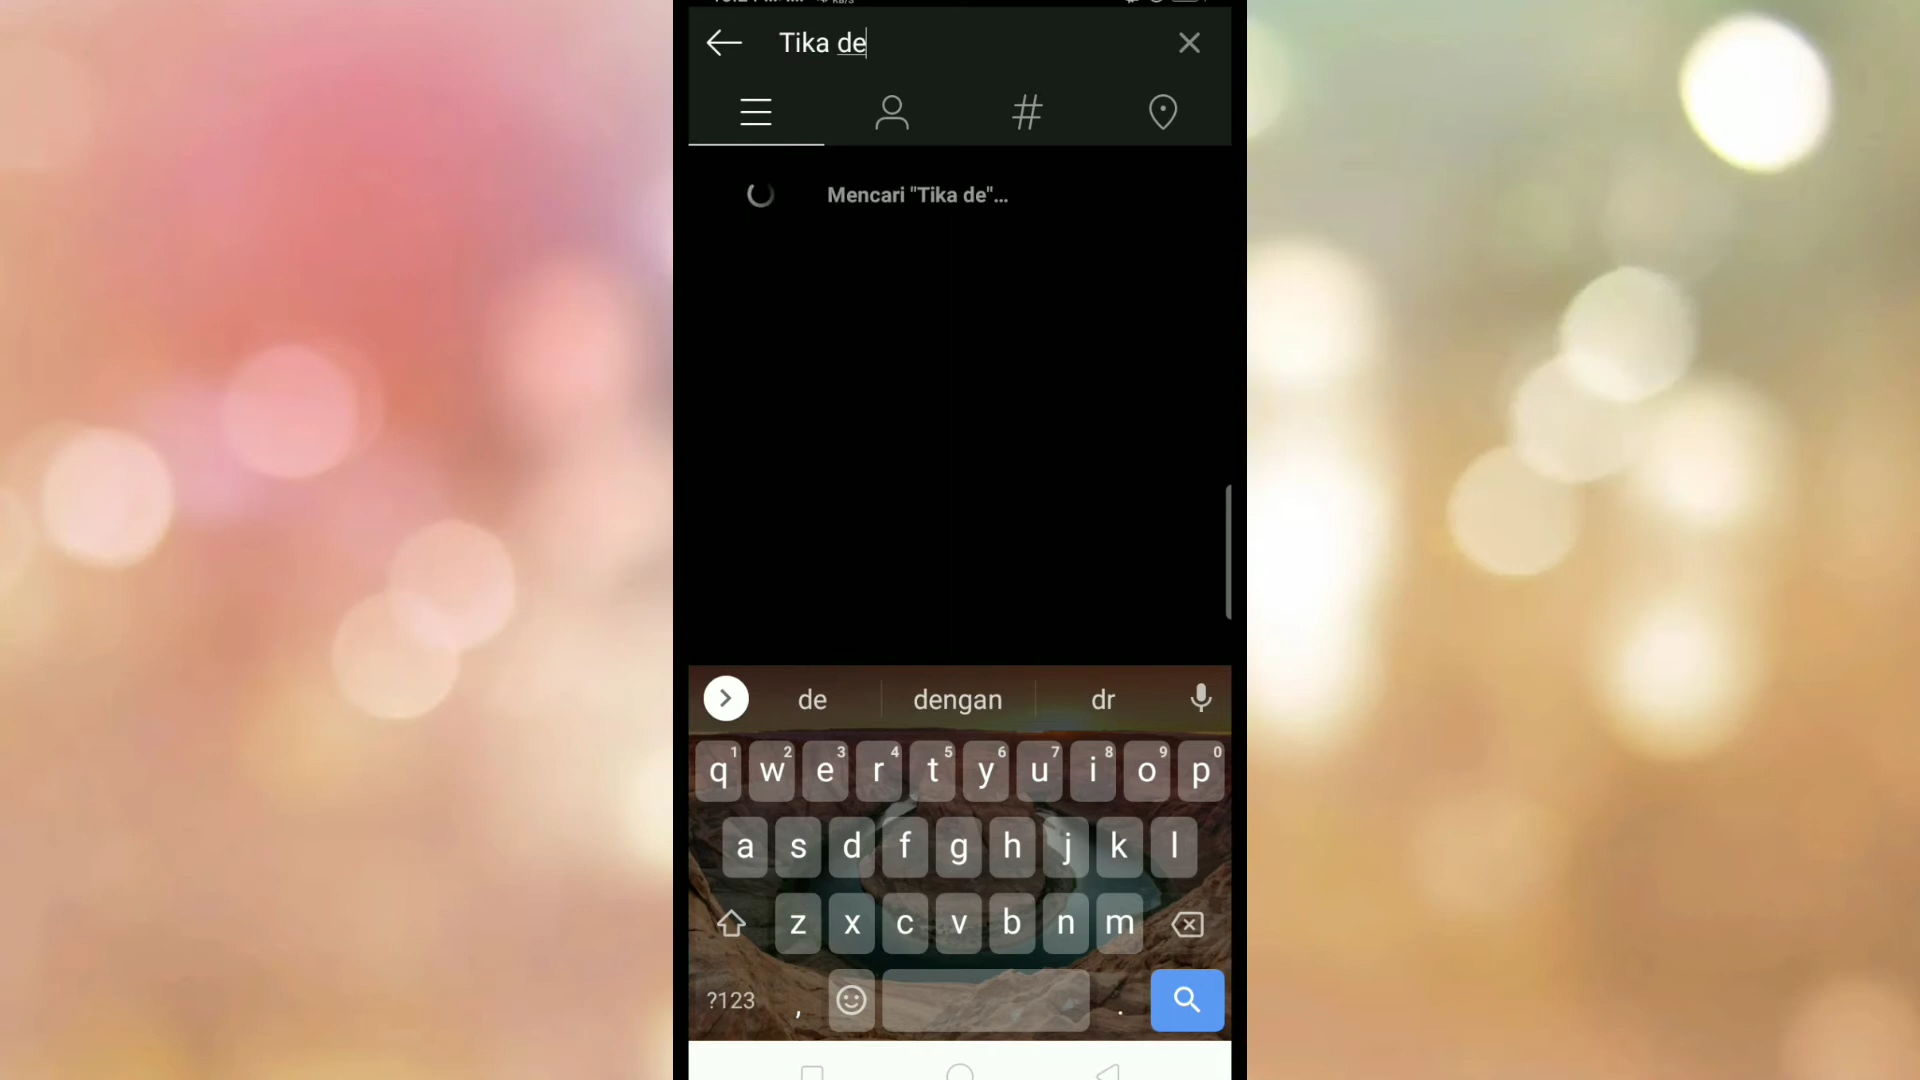 Tika de
Mencari "Tika de"...
de dengan dr
1 2 3 4 5 6 7 8 9 0
q w e r t y u i o p
a s d f g h j k l
z x c v b n m
?123 , .